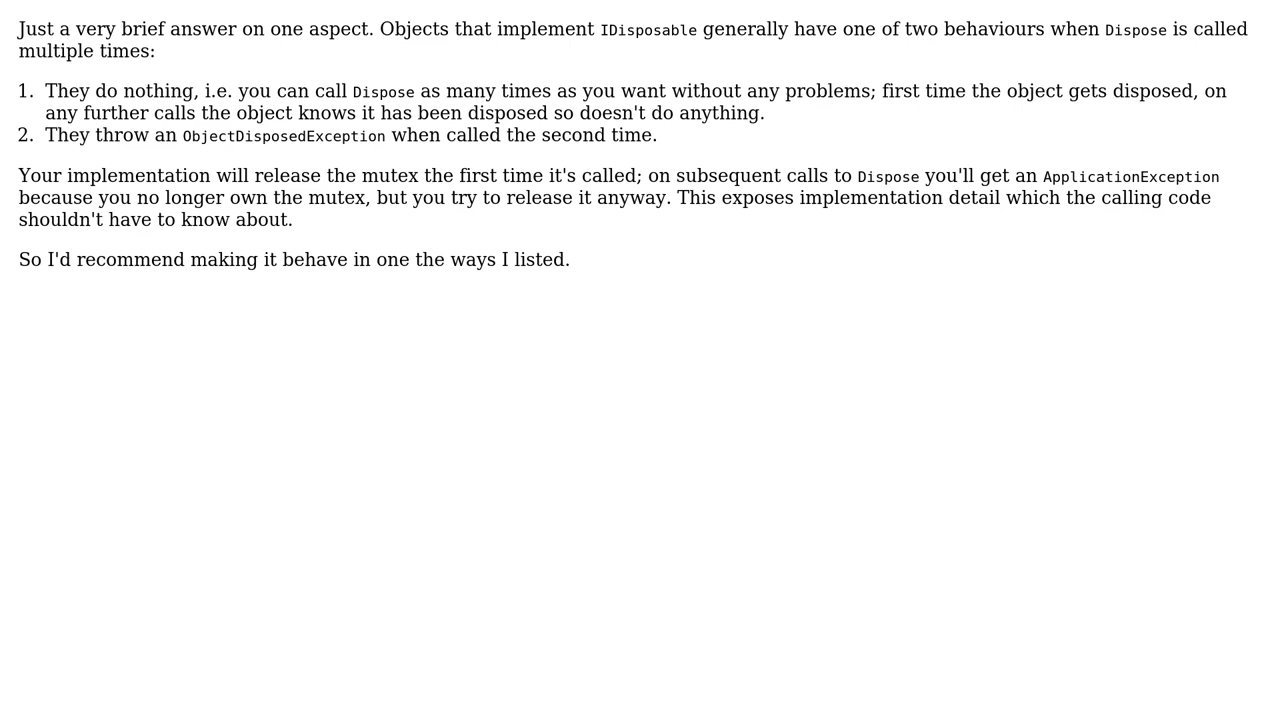 Just a very brief answer on one aspect. Objects that implement IDisposable generally have one of two behaviours when Dispose is called
multiple times:
1. They do nothing, i.e. you can call Dispose as many times as you want without any problems; first time the object gets disposed, on
any further calls the object knows it has been disposed so doesn't do anything.
2. They throw an ObjectDisposedException when called the second time.
Your implementation will release the mutex the first time it's called; on subsequent calls to Dispose you'll get an ApplicationException
because you no longer own the mutex, but you try to release it anyway. This exposes implementation detail which the calling code
shouldn't have to know about.
So I'd recommend making it behave in one the ways I listed.